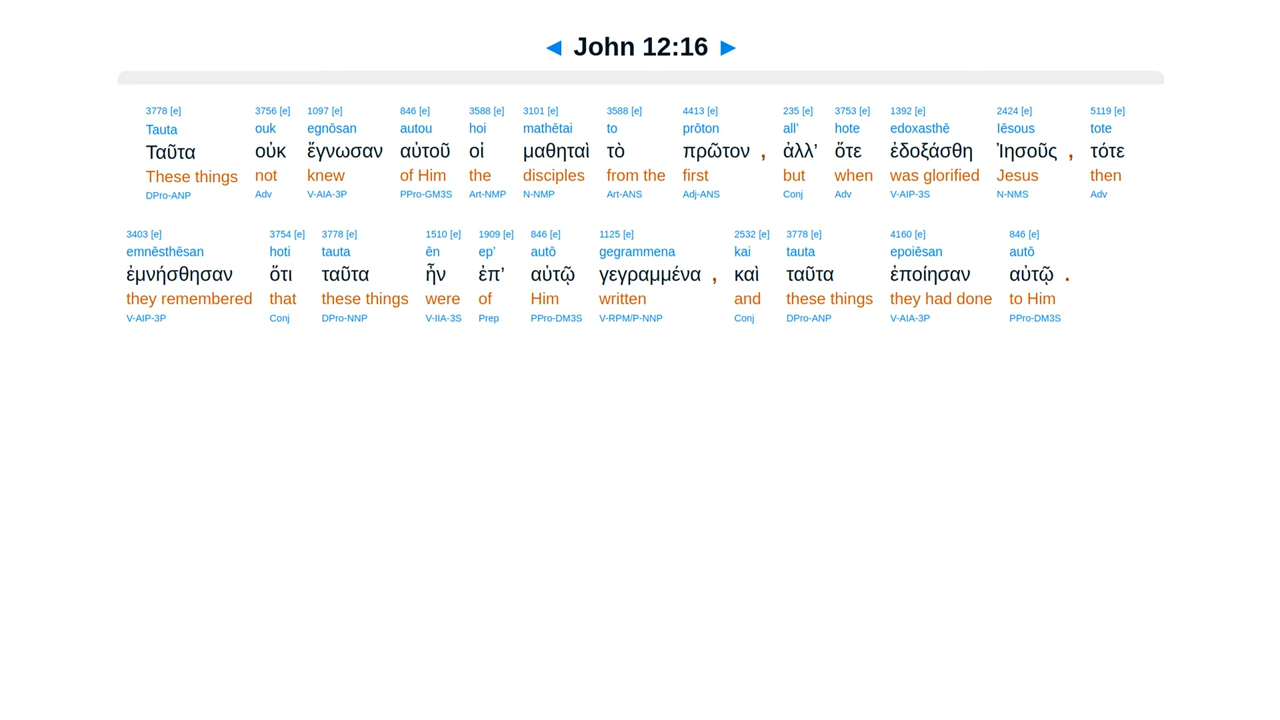 ◄ John 12:16 ►
3778 [e] 3756 [e] 1097 [e] 846 [e] 3588 [e] 3101 [e] 3588 [e] 4413 [e] 235 [e] 3753 [e] 1392 [e] 2424 [e] 5119 [e]
Tauta ouk egnōsan autou hoi mathētai to prōton all’ hote edoxasthē Iēsous tote
Ταῦτα οὐκ ἔγνωσαν αὐτοῦ οἱ μαθηταὶ τὸ πρῶτον , ἀλλ’ ὅτε ἐδοξάσθη Ἰησοῦς , τότε
These things not knew of Him the disciples from the first but when was glorified Jesus then
DPro-ANP Adv V-AIA-3P PPro-GM3S Art-NMP N-NMP Art-ANS Adj-ANS Conj Adv V-AIP-3S N-NMS Adv
3403 [e] 3754 [e] 3778 [e] 1510 [e] 1909 [e] 846 [e] 1125 [e] 2532 [e] 3778 [e] 4160 [e] 846 [e]
emnēsthēsan hoti tauta ēn ep’ autō gegrammena kai tauta epoiēsan autō
ἐμνήσθησαν ὅτι ταῦτα ἦν ἐπ’ αὐτῷ γεγραμμένα , καὶ ταῦτα ἐποίησαν αὐτῷ .
they remembered that these things were of Him written and these things they had done to Him
V-AIP-3P Conj DPro-NNP V-IIA-3S Prep PPro-DM3S V-RPM/P-NNP Conj DPro-ANP V-AIA-3P PPro-DM3S